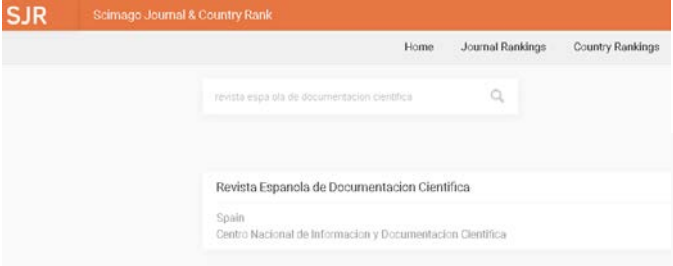 SJR Scimago Journal & Country Rank
Home Journal Rankings Country Rankings
revista espa ola de documentacion cientifica
Revista Espanola de Documentacion Cientifica
Spain
Centro Nacional de Informacion y Documentacion Cientifica